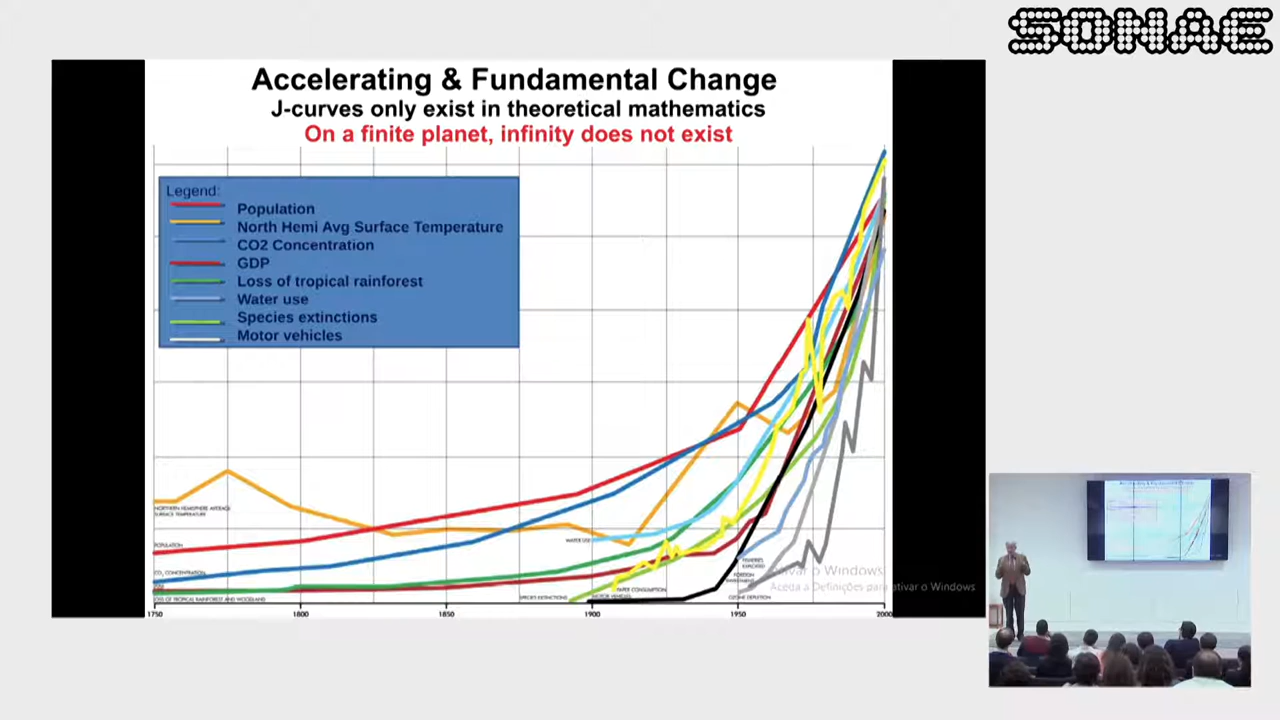 SONAE
Accelerating & Fundamental Change
J-curves only exist in theoretical mathematics
On a finite planet, infinity does not exist
Legend:
Population
North Hemi Avg Surface Temperature
CO2 Concentration
GDP
Loss of tropical rainforest
Water use
Species extinctions
Motor vehicles
NORTHERN HEMISPHERE AVERAGE
SURFACE TEMPERATURE
POPULATION
CO2 CONCENTRATION
GDP
LOSS OF TROPICAL RAINFOREST AND WOODLAND
WATER USE
SPECIES EXTINCTIONS
PAPER CONSUMPTION
MOTOR VEHICLES
FISHERIES
EXPLOITED
FOREIGN
INVESTMENT
OZONE DEPLETION
Ativar o Windows
Aceda a Definições para ativar o Windows
1750 1800 1850 1900 1950 2000